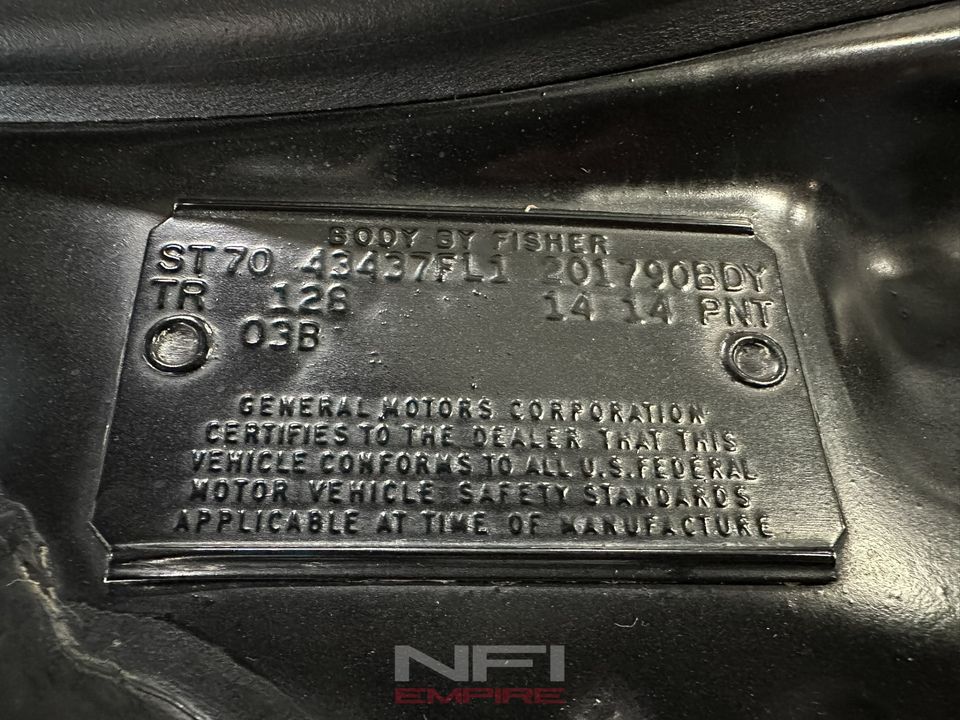 BODY BY FISHER
ST 70 43437FL1 201790BDY
TR 128 14 14 PNT
03B
GENERAL MOTORS CORPORATION
CERTIFIES TO THE DEALER THAT THIS
VEHICLE CONFORMS TO ALL U.S. FEDERAL
MOTOR VEHICLE SAFETY STANDARDS
APPLICABLE AT TIME OF MANUFACTURE
NFI
EMPIRE